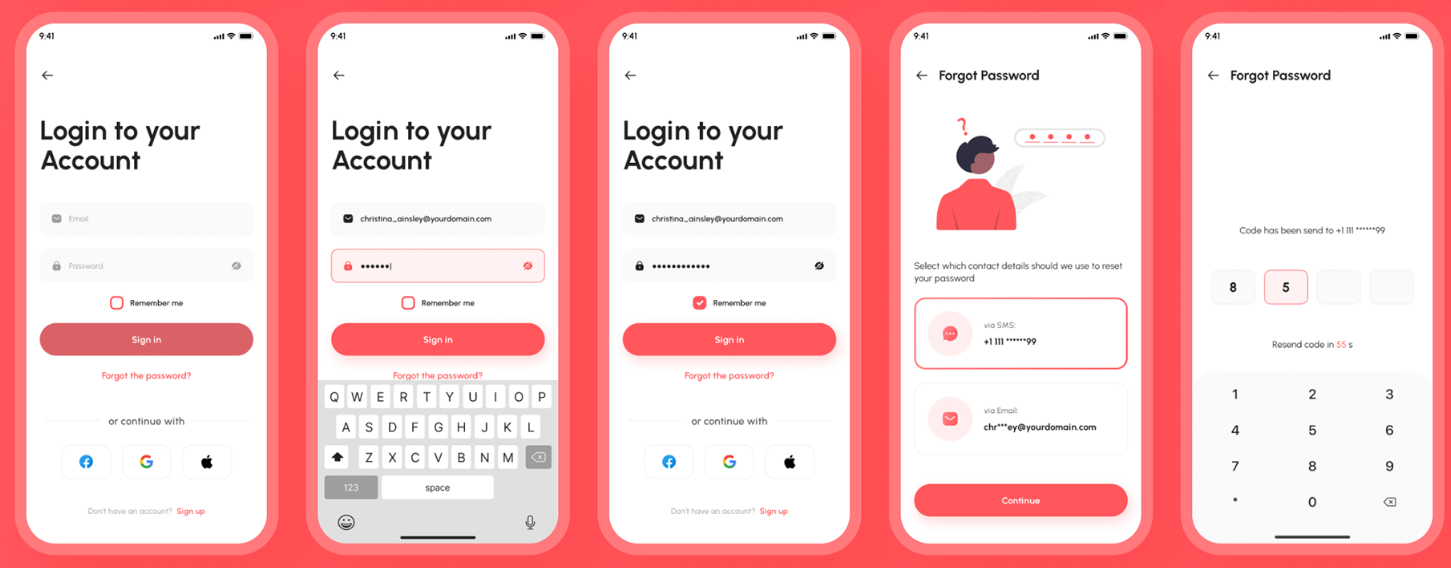 9:41
Login to your
Account
Email
Password
Remember me
Sign in
Forgot the password?
or continue with
Don't have an account? Sign up
9:41
Login to your
Account
christina_ainsley@yourdomain.com
••••••|
Remember me
Sign in
Forgot the password?
Q W E R T Y U I O P
A S D F G H J K L
Z X C V B N M
123 space
9:41
Login to your
Account
christina_ainsley@yourdomain.com
••••••••••••
Remember me
Sign in
Forgot the password?
or continue with
Don't have an account? Sign up
9:41
Forgot Password
?
Select which contact details should we use to reset
your password
via SMS:
+1 111 ******99
via Email:
chr***ey@yourdomain.com
Continue
9:41
Forgot Password
Code has been send to +1 111 ******99
8 5
Resend code in 55 s
1 2 3
4 5 6
7 8 9
* 0